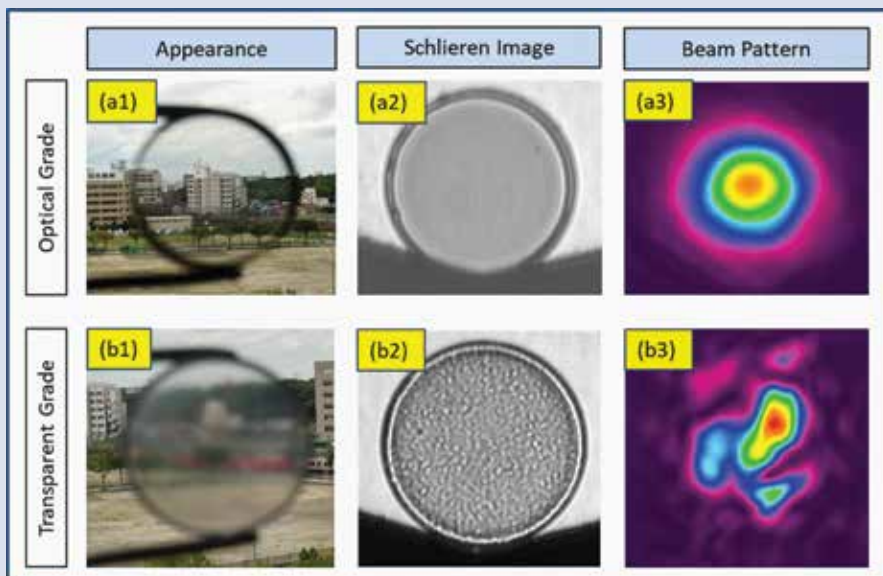 Appearance
Schlieren Image
Beam Pattern
Optical Grade
(a1)
(a2)
(a3)
Transparent Grade
(b1)
(b2)
(b3)